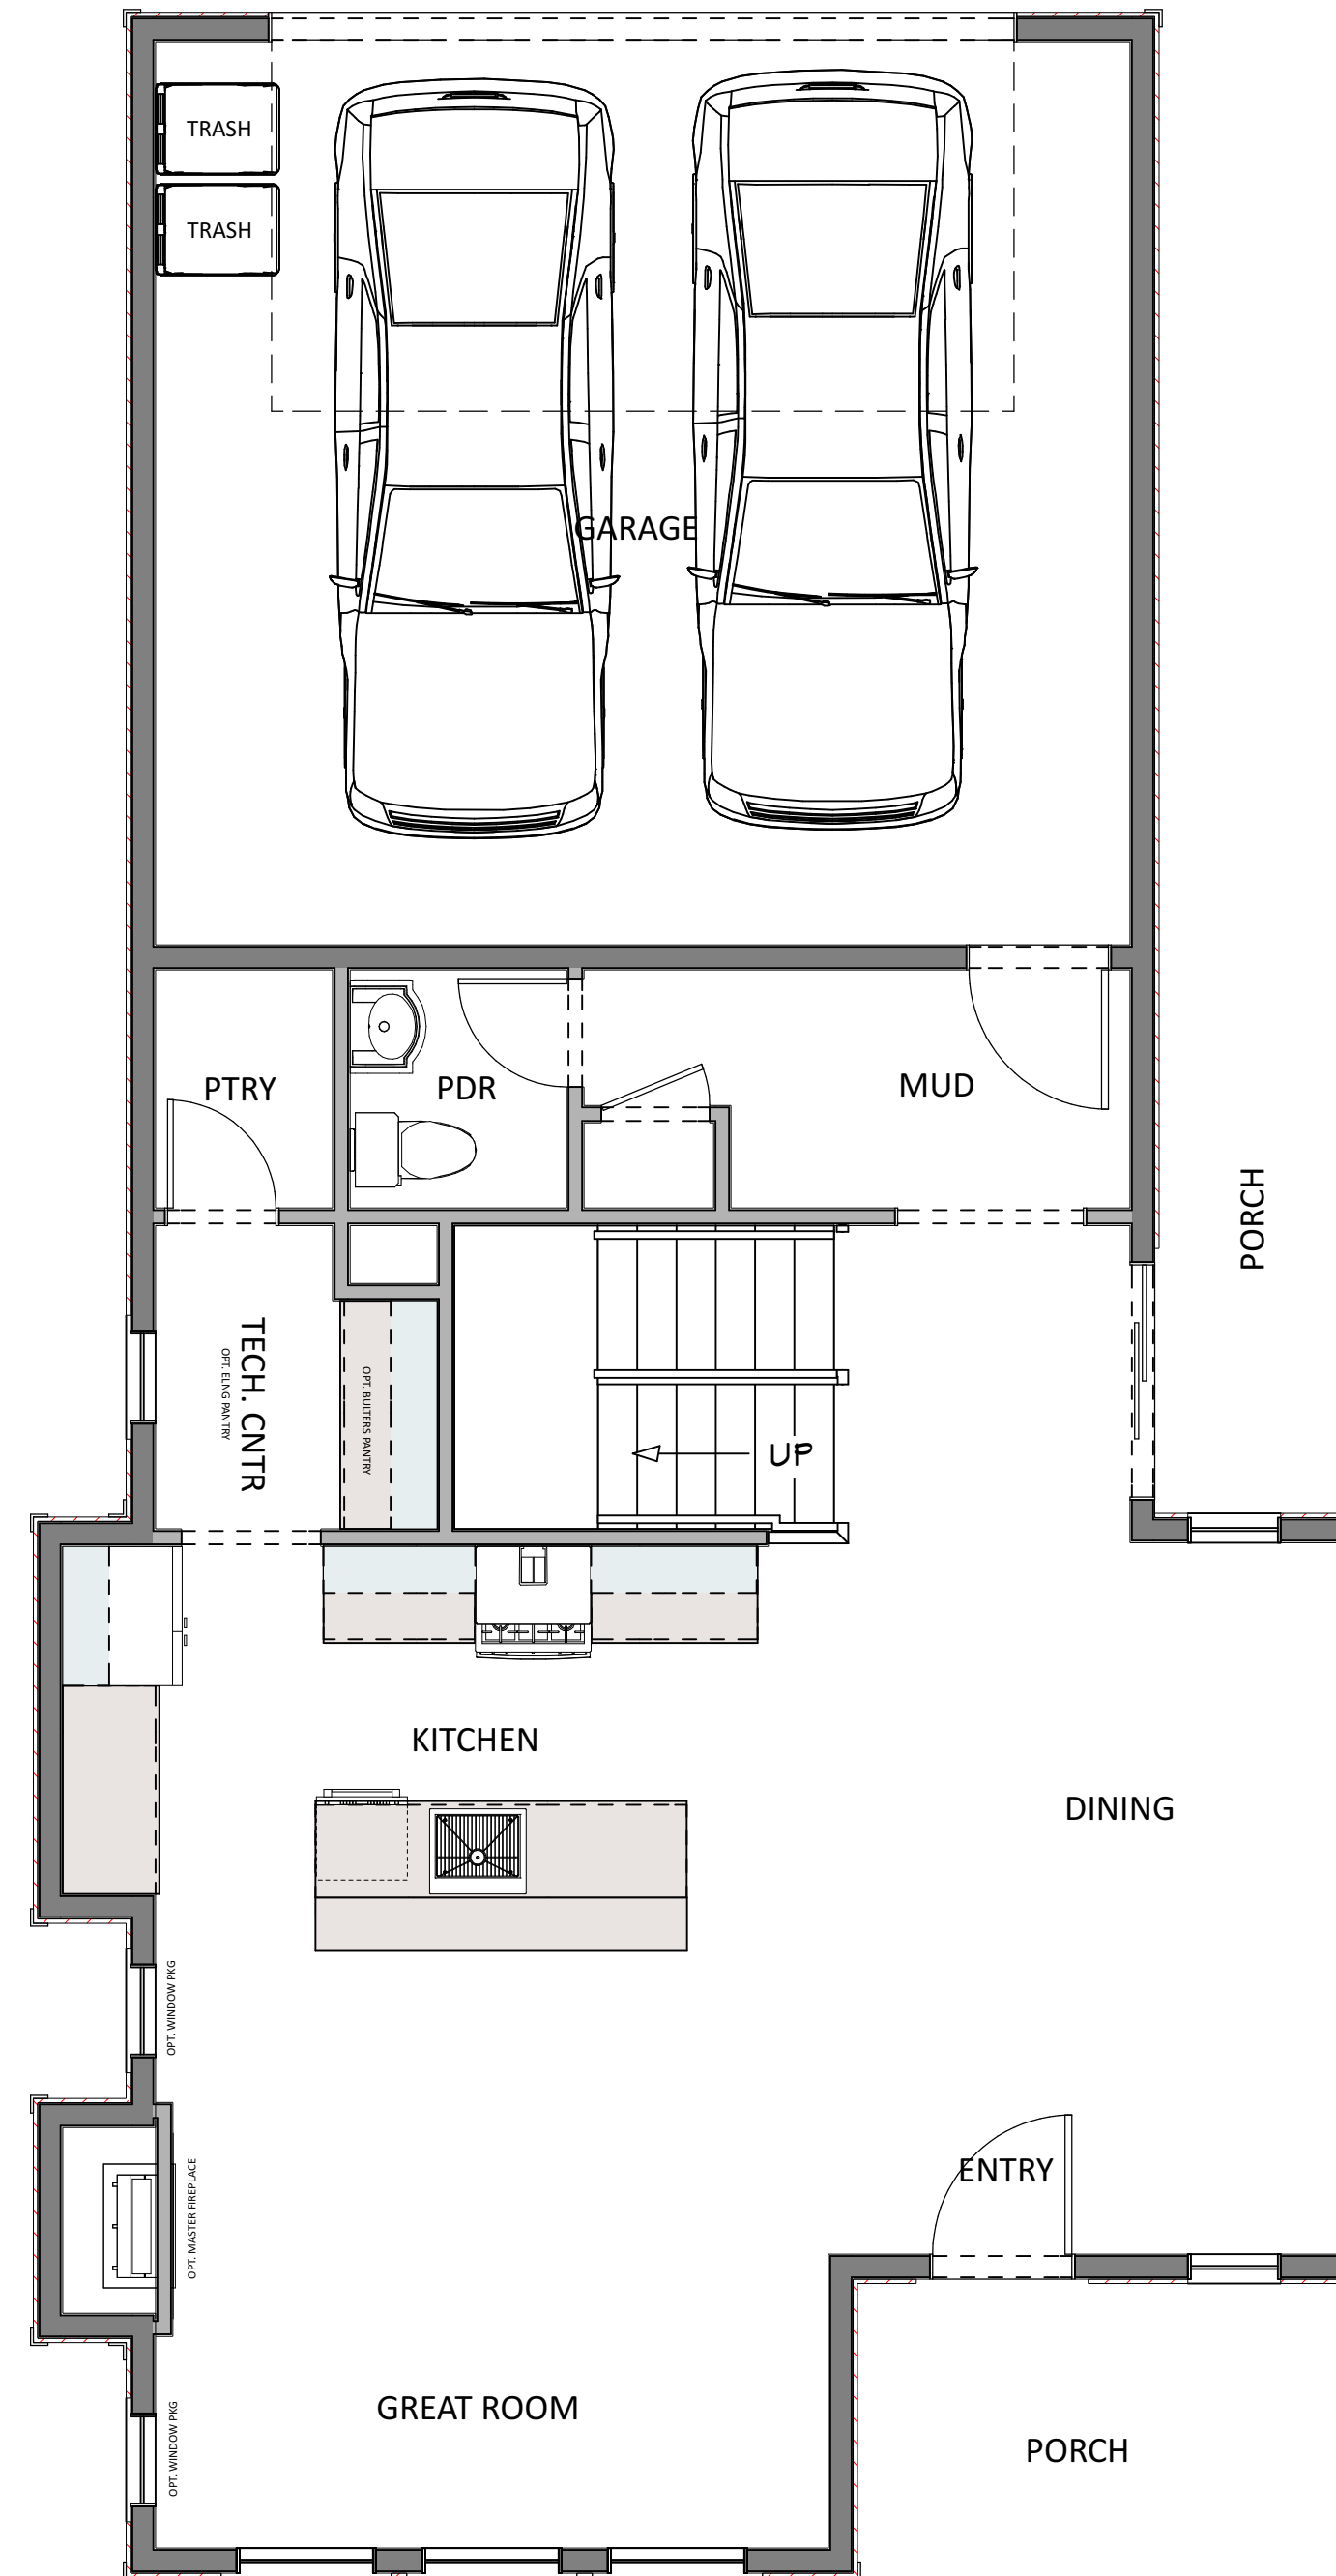 TRASH
TRASH
GARAGE
PTRY
PDR
MUD
PORCH
TECH. CNTR
OPT. ELNG PANTRY
OPT. BULTERS PANTRY
UP
KITCHEN
DINING
OPT. WINDOW PKG
OPT. MASTER FIREPLACE
ENTRY
GREAT ROOM
OPT. WINDOW PKG
PORCH